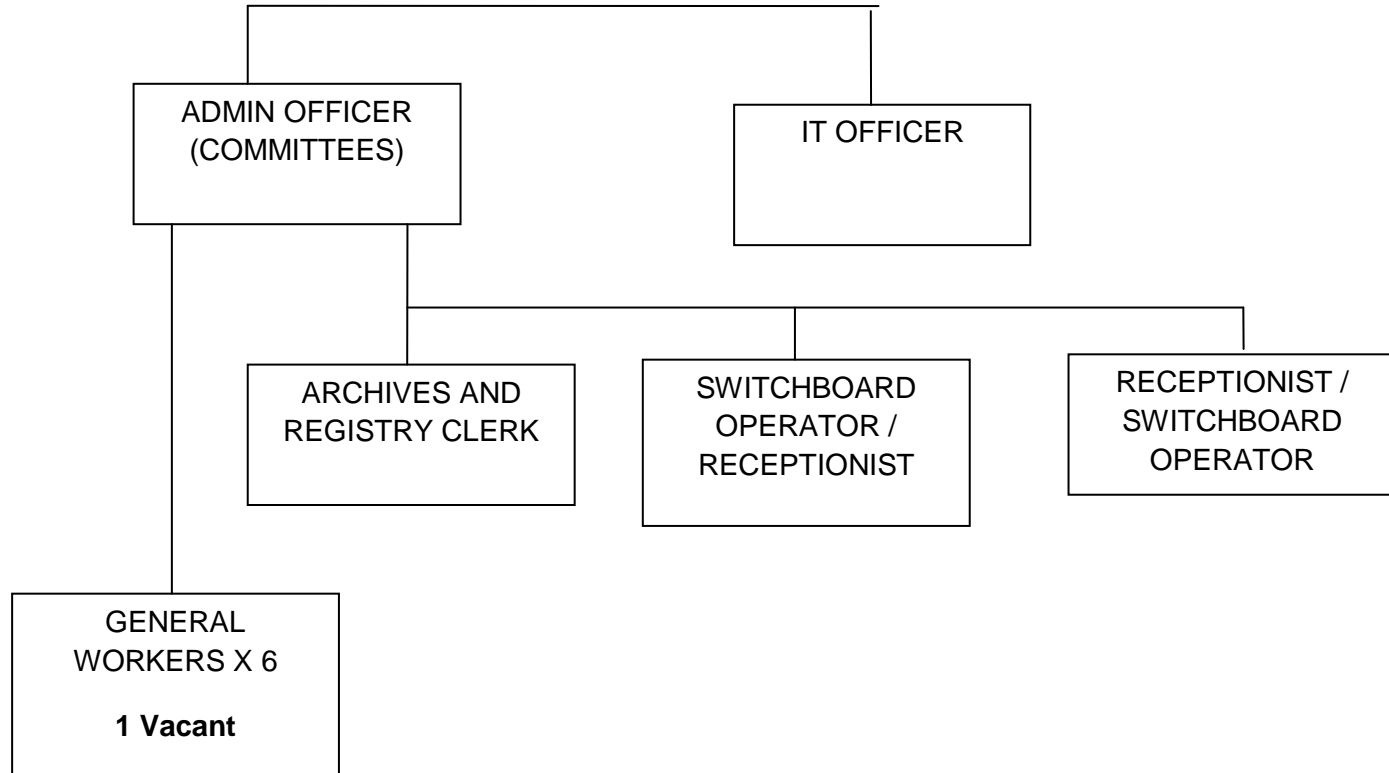 ADMIN OFFICER
(COMMITTEES)
IT OFFICER
ARCHIVES AND
REGISTRY CLERK
SWITCHBOARD
OPERATOR /
RECEPTIONIST
RECEPTIONIST /
SWITCHBOARD
OPERATOR
GENERAL
WORKERS X 6
1 Vacant